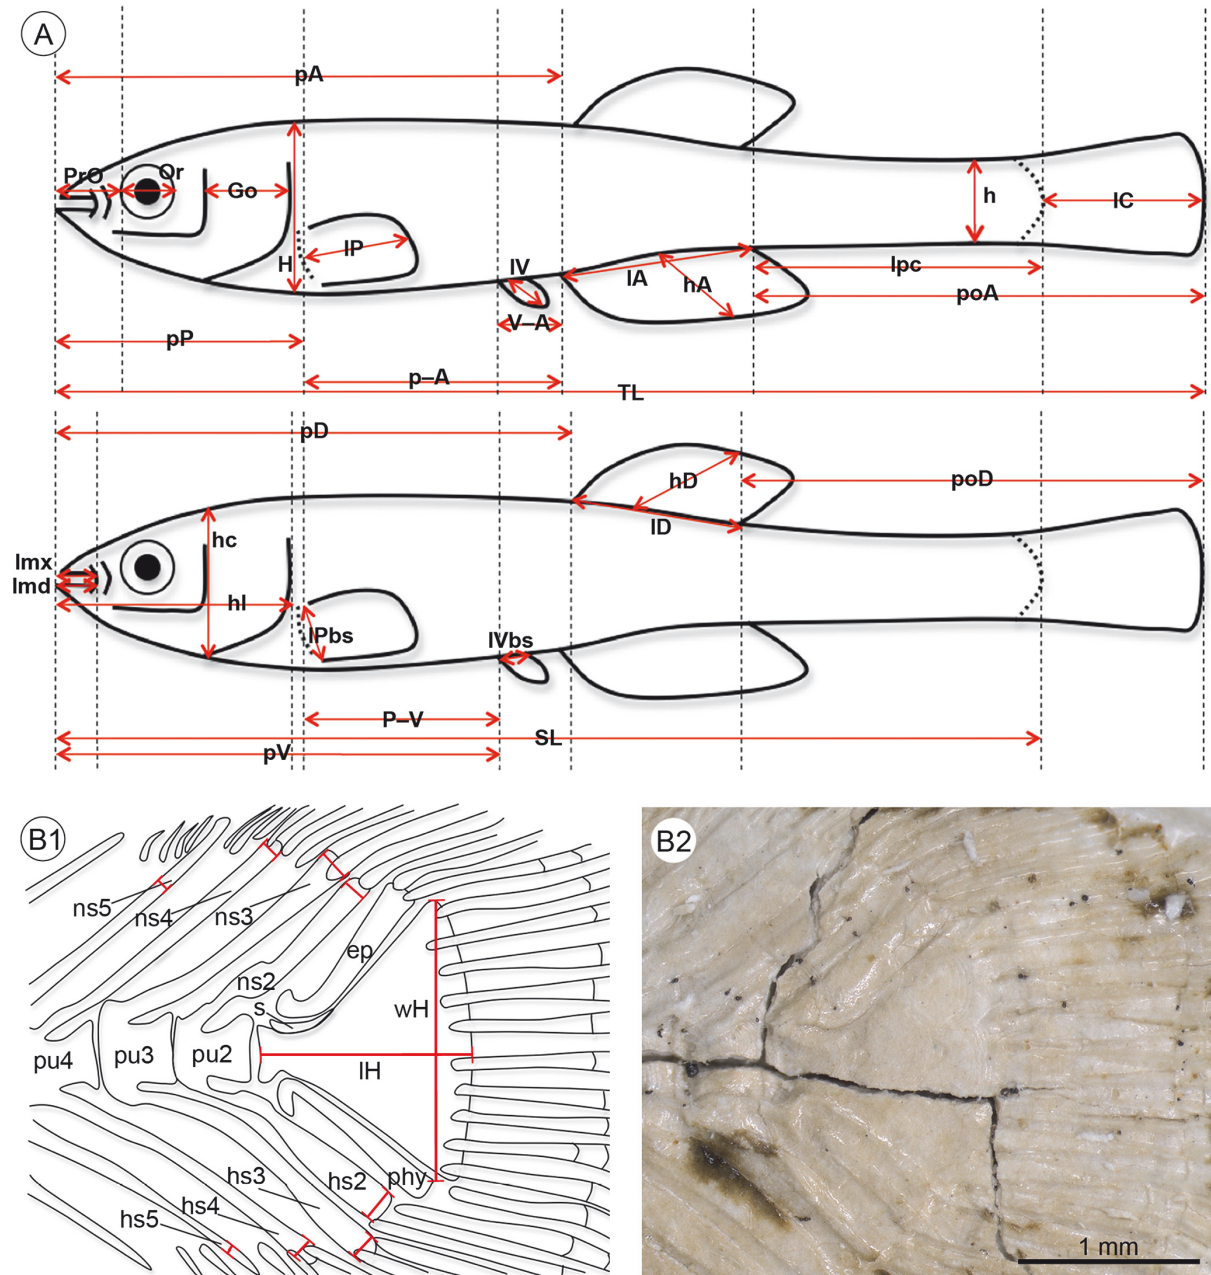 A
pA
PrO Or Go
H lP lV h lC
lA hA lpc
V–A poA
pP
p–A
TL
pD
hD poD
lD
hc
lmx
lmd
hl
lPbs lVbs
P–V
SL
pV
B1
ns5 ns4 ns3
ep
ns2
s
wH
pu4 pu3 pu2
lH
hs3 hs2 phy
hs5 hs4
B2
1 mm